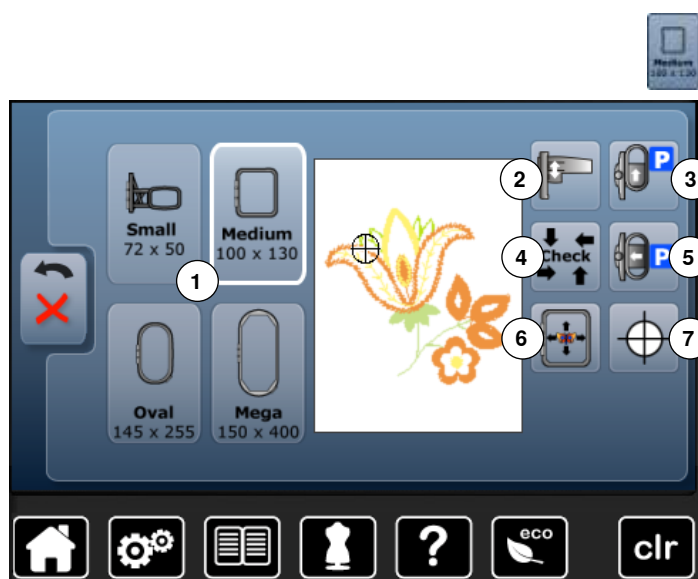 Medium
100 x 130
Small
72 x 50
Medium
100 x 130
1
Oval
145 x 255
Mega
150 x 400
2
P
3
4
Check
P
5
6
7
?
eco
clr